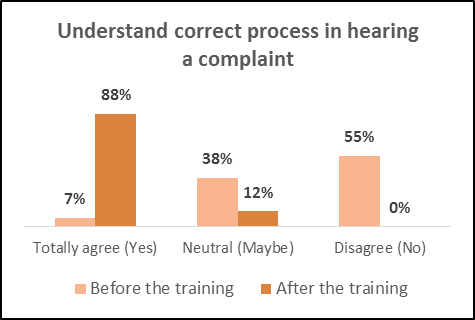 Understand correct process in hearing
a complaint
88%
7%
38%
12%
55%
0%
Totally agree (Yes)
Neutral (Maybe)
Disagree (No)
Before the training
After the training